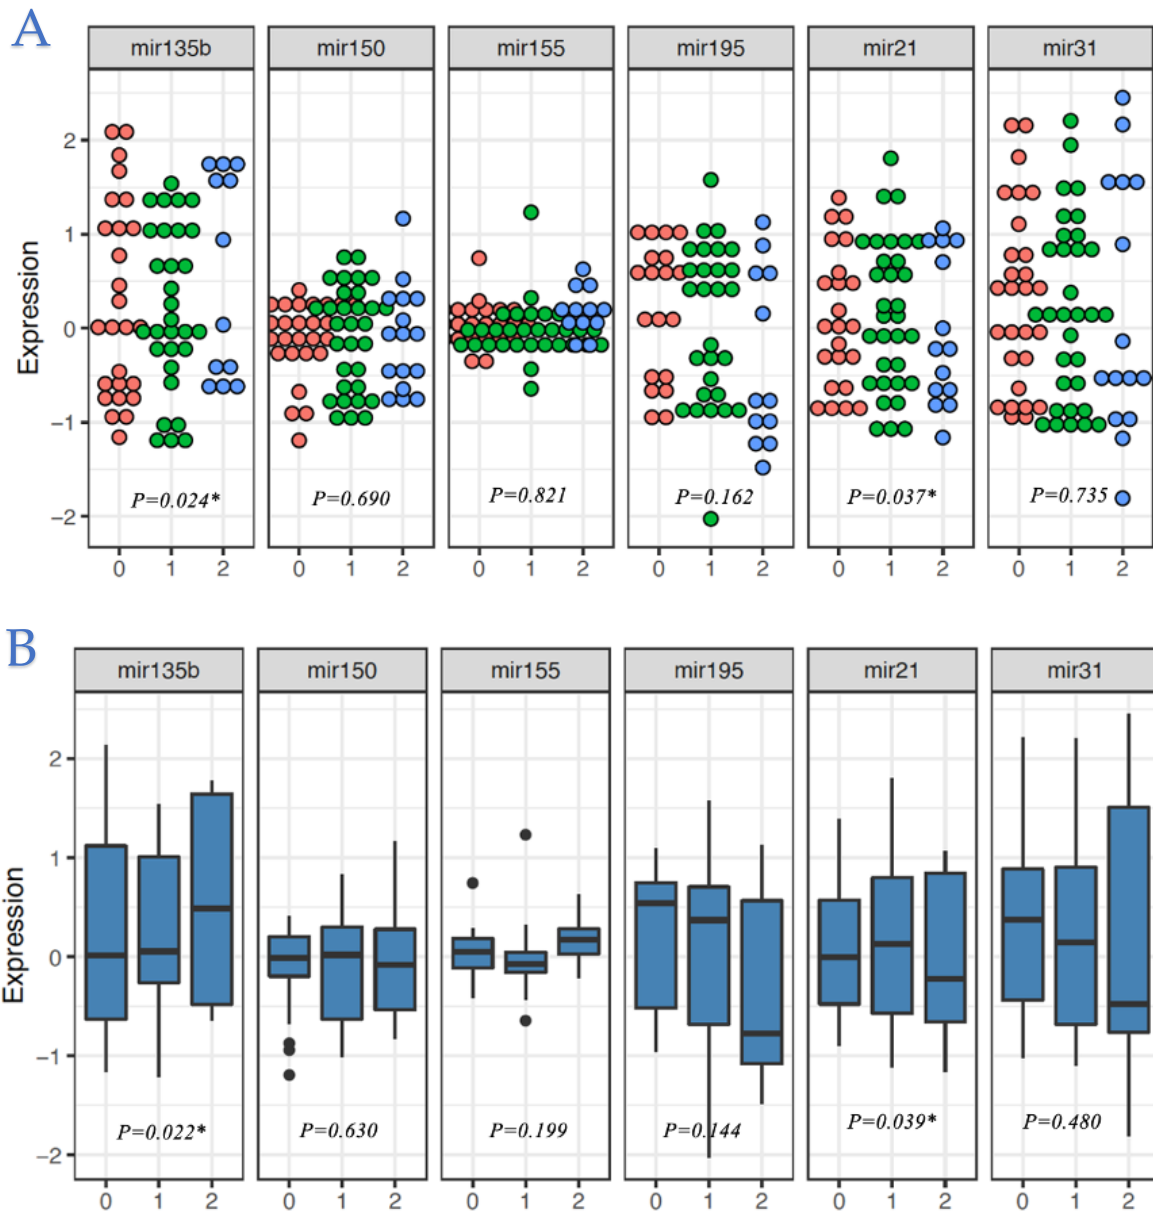 A
mir135b mir150 mir155 mir195 mir21 mir31
Expression
2
1
0
−1
−2
P=0.024* P=0.690 P=0.821 P=0.162 P=0.037* P=0.735
0 1 2 0 1 2 0 1 2 0 1 2 0 1 2 0 1 2
B
mir135b mir150 mir155 mir195 mir21 mir31
Expression
2
1
0
−1
−2
P=0.022* P=0.630 P=0.199 P=0.144 P=0.039* P=0.480
0 1 2 0 1 2 0 1 2 0 1 2 0 1 2 0 1 2